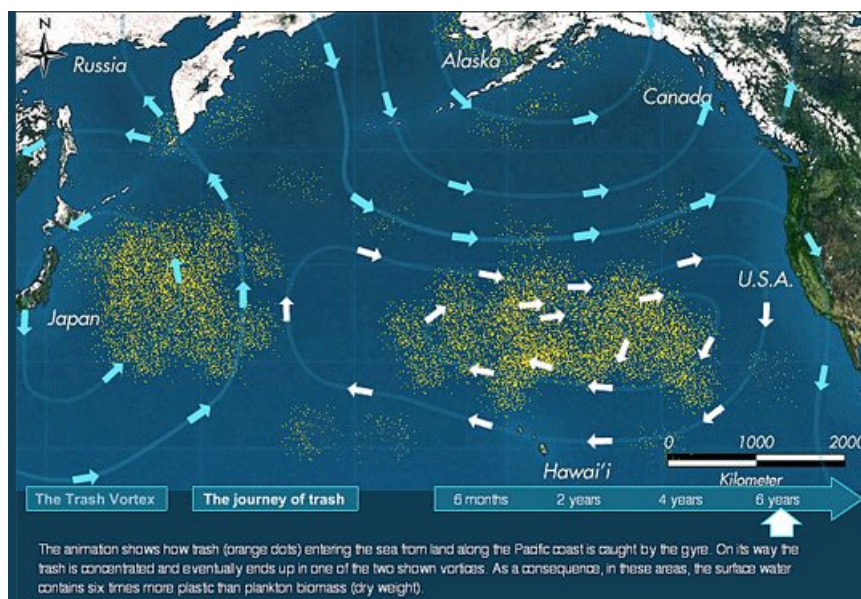 N
Russia
Alaska
Canada
U.S.A.
Japan
Hawai'i
0 1000 2000
Kilometer
The Trash Vortex
The journey of trash
6 months 2 years 4 years 6 years
The animation shows how trash (orange dots) entering the sea from land along the Pacific coast is caught by the gyre. On its way the
trash is concentrated and eventually ends up in one of the two shown vortices. As a consequence, in these areas, the surface water
contains six times more plastic than plankton biomass (dry weight).